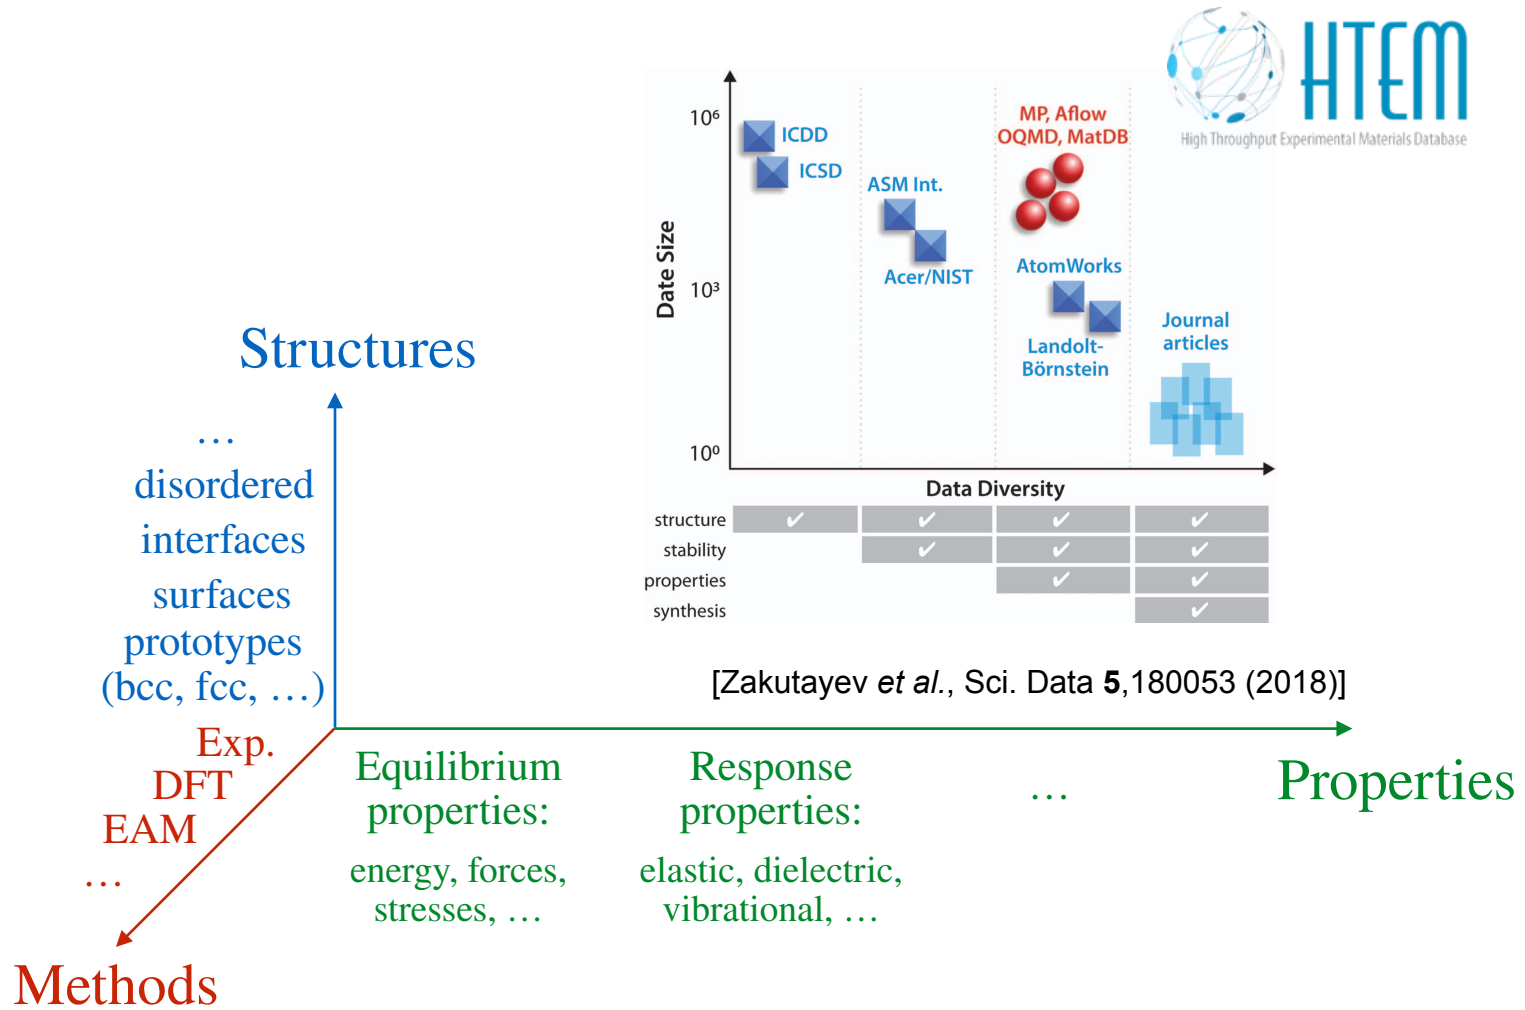 HTEM
High Throughput Experimental Materials Database
10⁶
10³
10⁰
Date Size
ICDD
ICSD
ASM Int.
Acer/NIST
MP, Aflow
OQMD, MatDB
AtomWorks
Landolt-
Börnstein
Journal
articles
Data Diversity
structure ✓ ✓ ✓ ✓
stability ✓ ✓ ✓
properties ✓ ✓
synthesis ✓
[Zakutayev et al., Sci. Data 5,180053 (2018)]
Structures
…
disordered
interfaces
surfaces
prototypes
(bcc, fcc, …)
Exp.
DFT
EAM
…
Methods
Equilibrium
properties:
energy, forces,
stresses, …
Response
properties:
elastic, dielectric,
vibrational, …
…
Properties